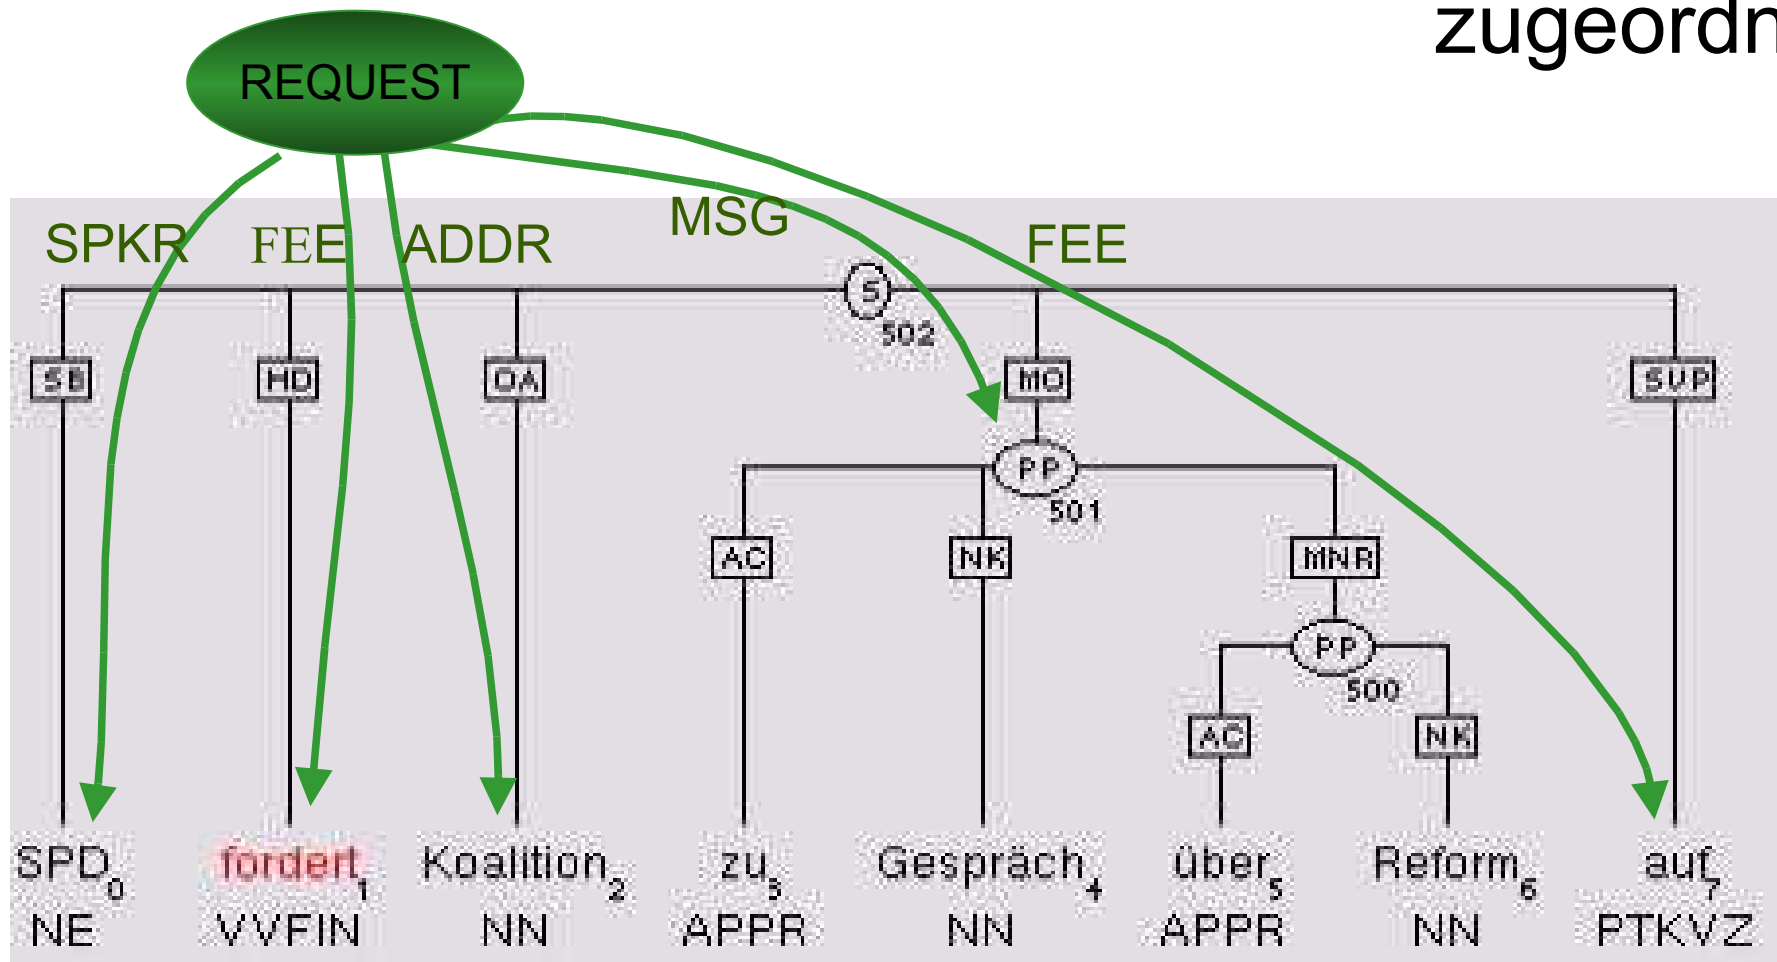 zugeordn
REQUEST
SPKR FEE ADDR MSG FEE
S
502
SB HD OA MO SVP
PP
501
AC NK MNR
PP
500
AC NK
SPD0 fordert1 Koalition2 zu3 Gespräch4 über5 Reform6 auf7
NE VVFIN NN APPR NN APPR NN PTKVZ